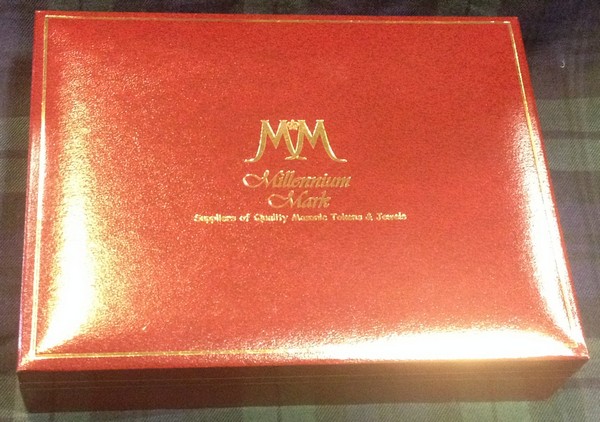 MM
Millennium
Mark
Suppliers of Quality Masonic Tokens & Jewels